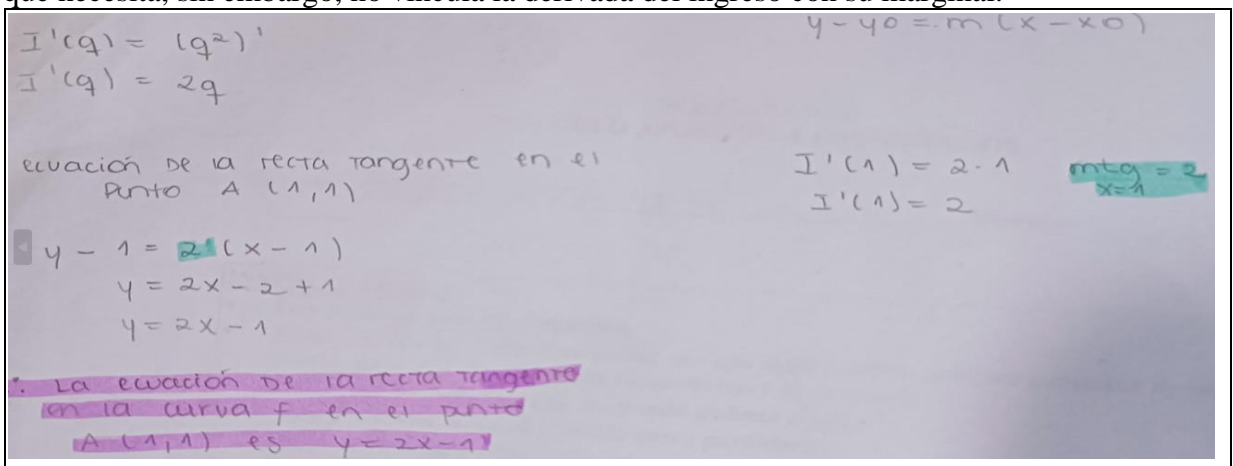 que necesita, sin embargo, no vincula la derivada del ingreso con su marginal.
I'(q) = (q²)'
I'(q) = 2q
y - y0 = m (x - x0)
ecuación De la recta Tangente en el
Punto A (1,1)
I'(1) = 2·1
I'(1) = 2
mtg = 2
x=1
y - 1 = 2 (x - 1)
y = 2x - 2 + 1
y = 2x - 1
∴ La ecuación De la recta Tangente
en la curva f en el punto
A (1,1) es y = 2x - 1